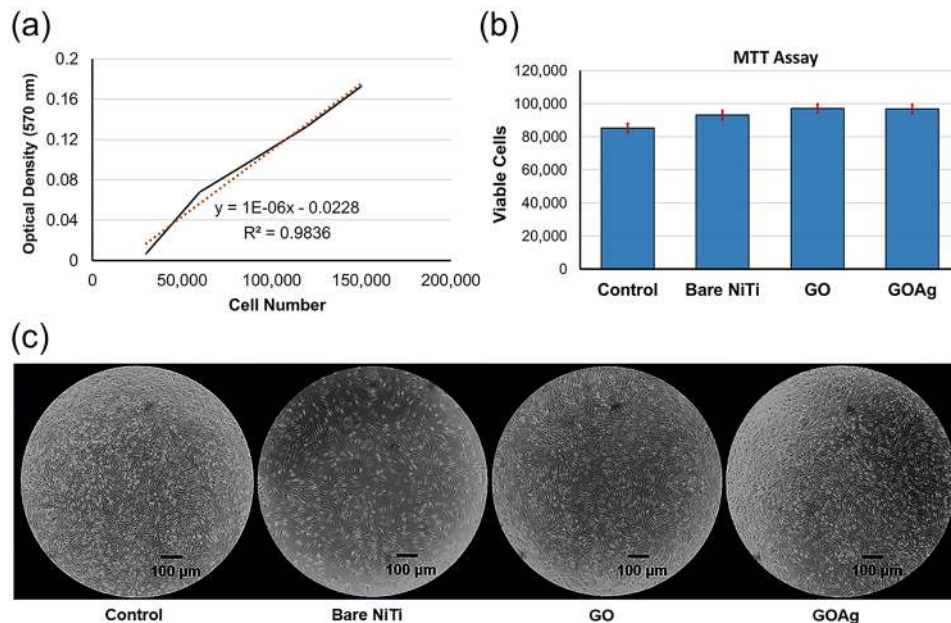 (a)
0.2
0.16
0.12
0.08
0.04
0
Optical Density (570 nm)
y = 1E-06x - 0.0228
R² = 0.9836
0
50,000
100,000
150,000
200,000
Cell Number
(b)
MTT Assay
120,000
100,000
80,000
60,000
40,000
20,000
0
Viable Cells
Control
Bare NiTi
GO
GOAg
(c)
100 μm
100 μm
100 μm
100 μm
Control
Bare NiTi
GO
GOAg